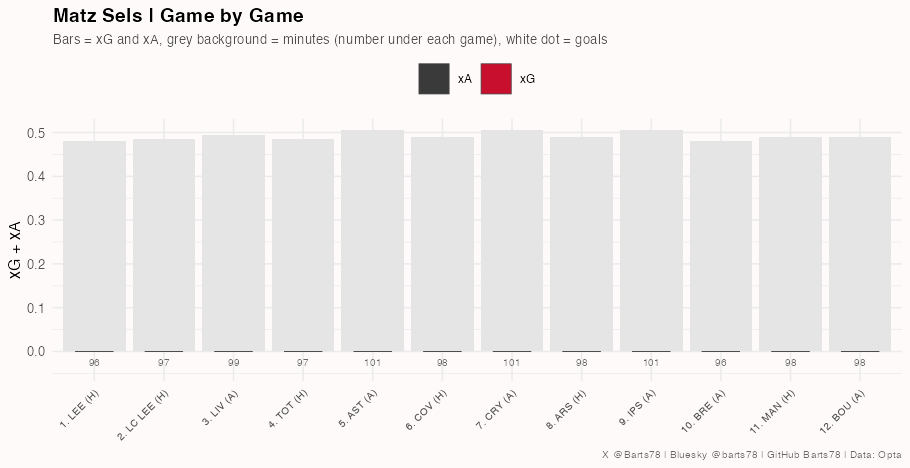 Matz Sels | Game by Game
Bars = xG and xA, grey background = minutes (number under each game), white dot = goals
xA xG
xG + xA
0.5
0.4
0.3
0.2
0.1
0.0
96 97 99 97 101 98 101 98 101 96 98 98
1. LEE (H) 2. LC LEE (H) 3. LIV (A) 4. TOT (H) 5. AST (A) 6. COV (H) 7. CRY (A) 8. ARS (H) 9. IPS (A) 10. BRE (A) 11. MAN (H) 12. BOU (A)
X @Barts78 | Bluesky @barts78 | GitHub Barts78 | Data: Opta